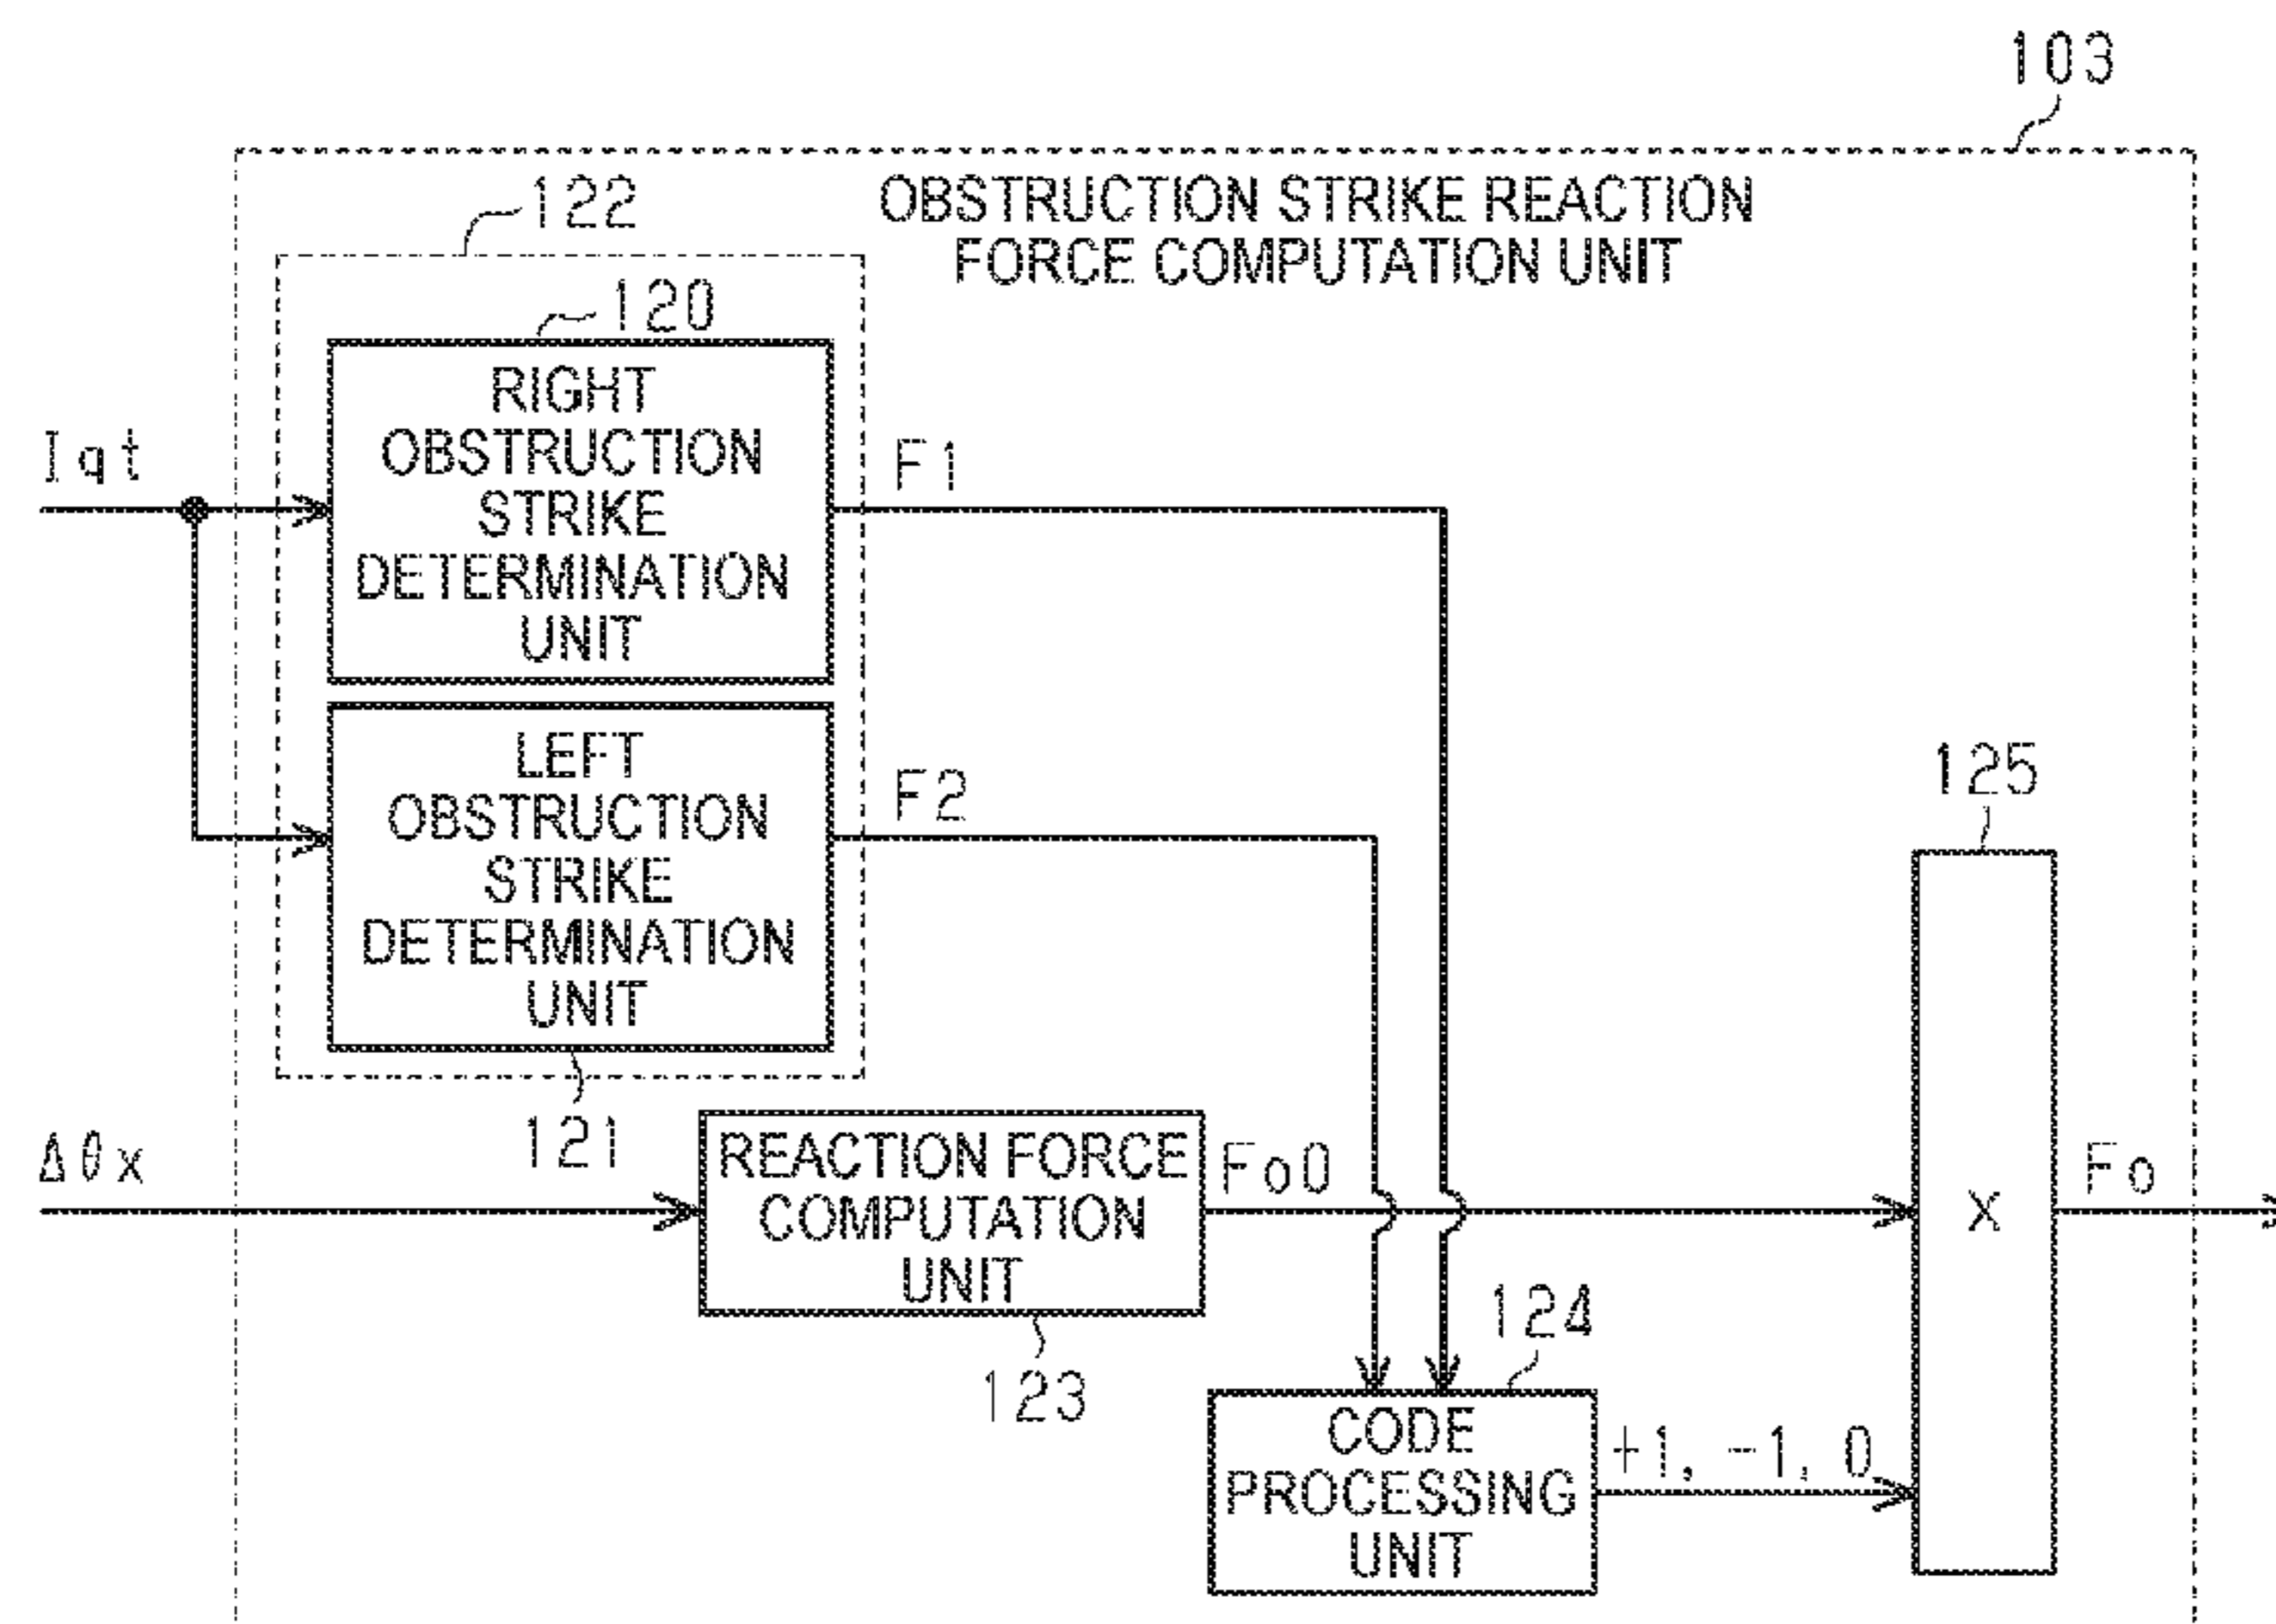 103
OBSTRUCTION STRIKE REACTION
FORCE COMPUTATION UNIT
122
120
RIGHT
OBSTRUCTION
STRIKE
DETERMINATION
UNIT
Iqt
F1
LEFT
OBSTRUCTION
STRIKE
DETERMINATION
UNIT
F2
121
125
Δθx
REACTION FORCE
COMPUTATION
UNIT
Fo0
X
Fo
123
124
CODE
PROCESSING
UNIT
+1, -1, 0